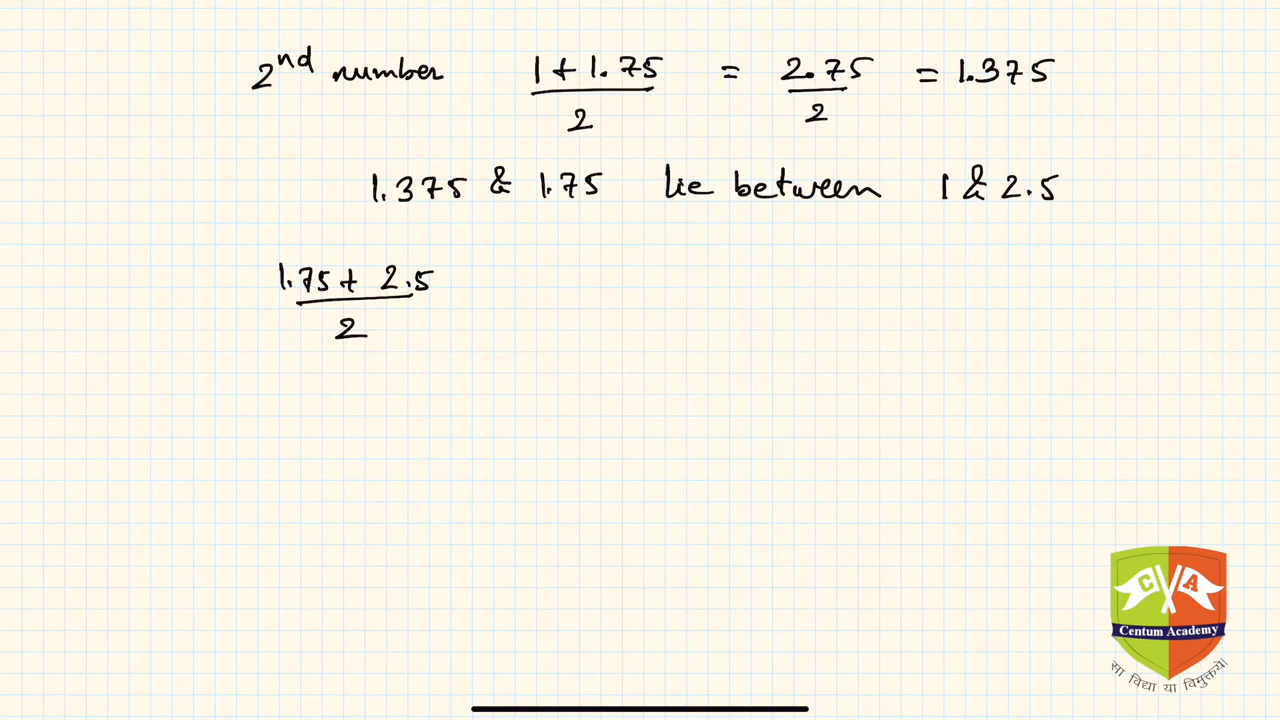 2nd number 1 + 1.75 / 2 = 2.75 / 2 = 1.375
1.375 & 1.75 lie between 1 & 2.5
1.75 + 2.5 / 2
C A
Centum Academy
सा विद्या या विमुक्तये।